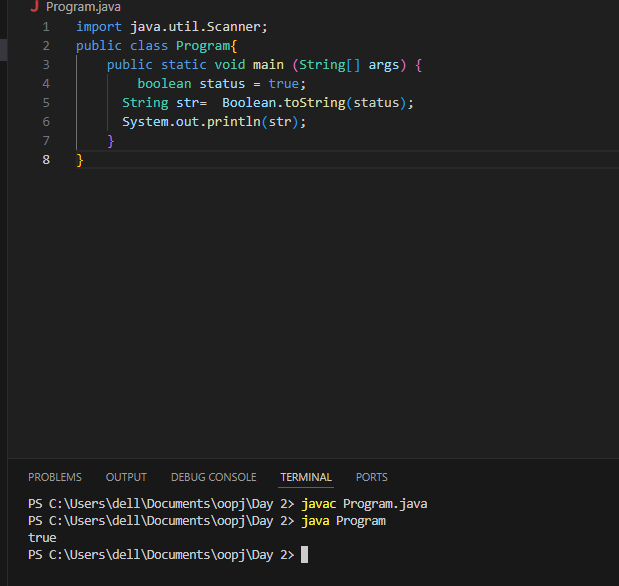 Program.java
1 import java.util.Scanner;
2 public class Program{
3 public static void main (String[] args) {
4 boolean status = true;
5 String str=  Boolean.toString(status);
6 System.out.println(str);
7 }
8 }
PROBLEMS OUTPUT DEBUG CONSOLE TERMINAL PORTS
PS C:\Users\dell\Documents\oopj\Day 2> javac Program.java
PS C:\Users\dell\Documents\oopj\Day 2> java Program
true
PS C:\Users\dell\Documents\oopj\Day 2>